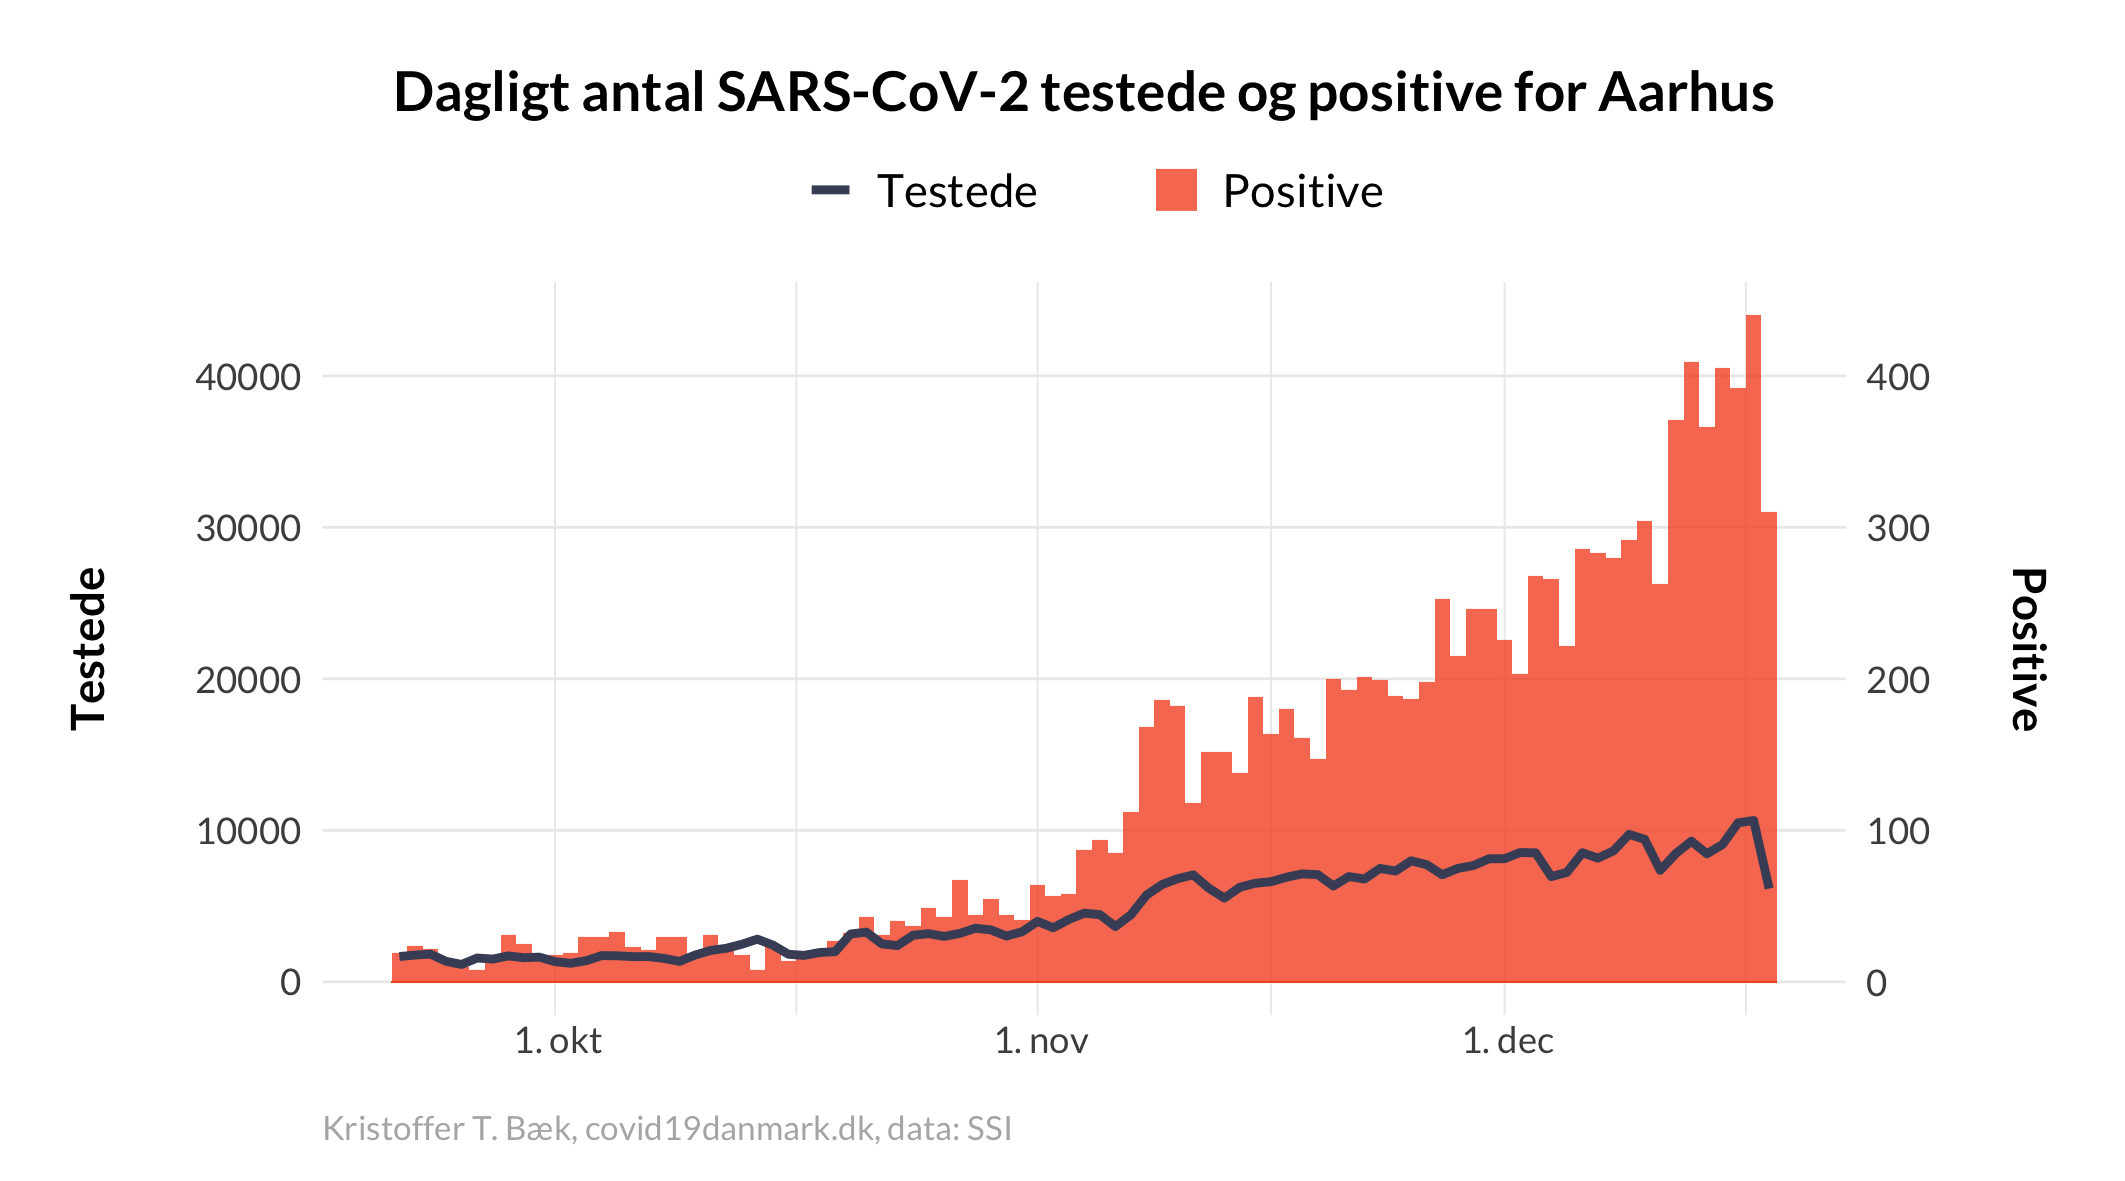 Dagligt antal SARS-CoV-2 testede og positive for Aarhus
Testede
Positive
40000
30000
20000
10000
0
Testede
400
300
200
100
0
Positive
1. okt
1. nov
1. dec
Kristoffer T. Bæk, covid19danmark.dk, data: SSI